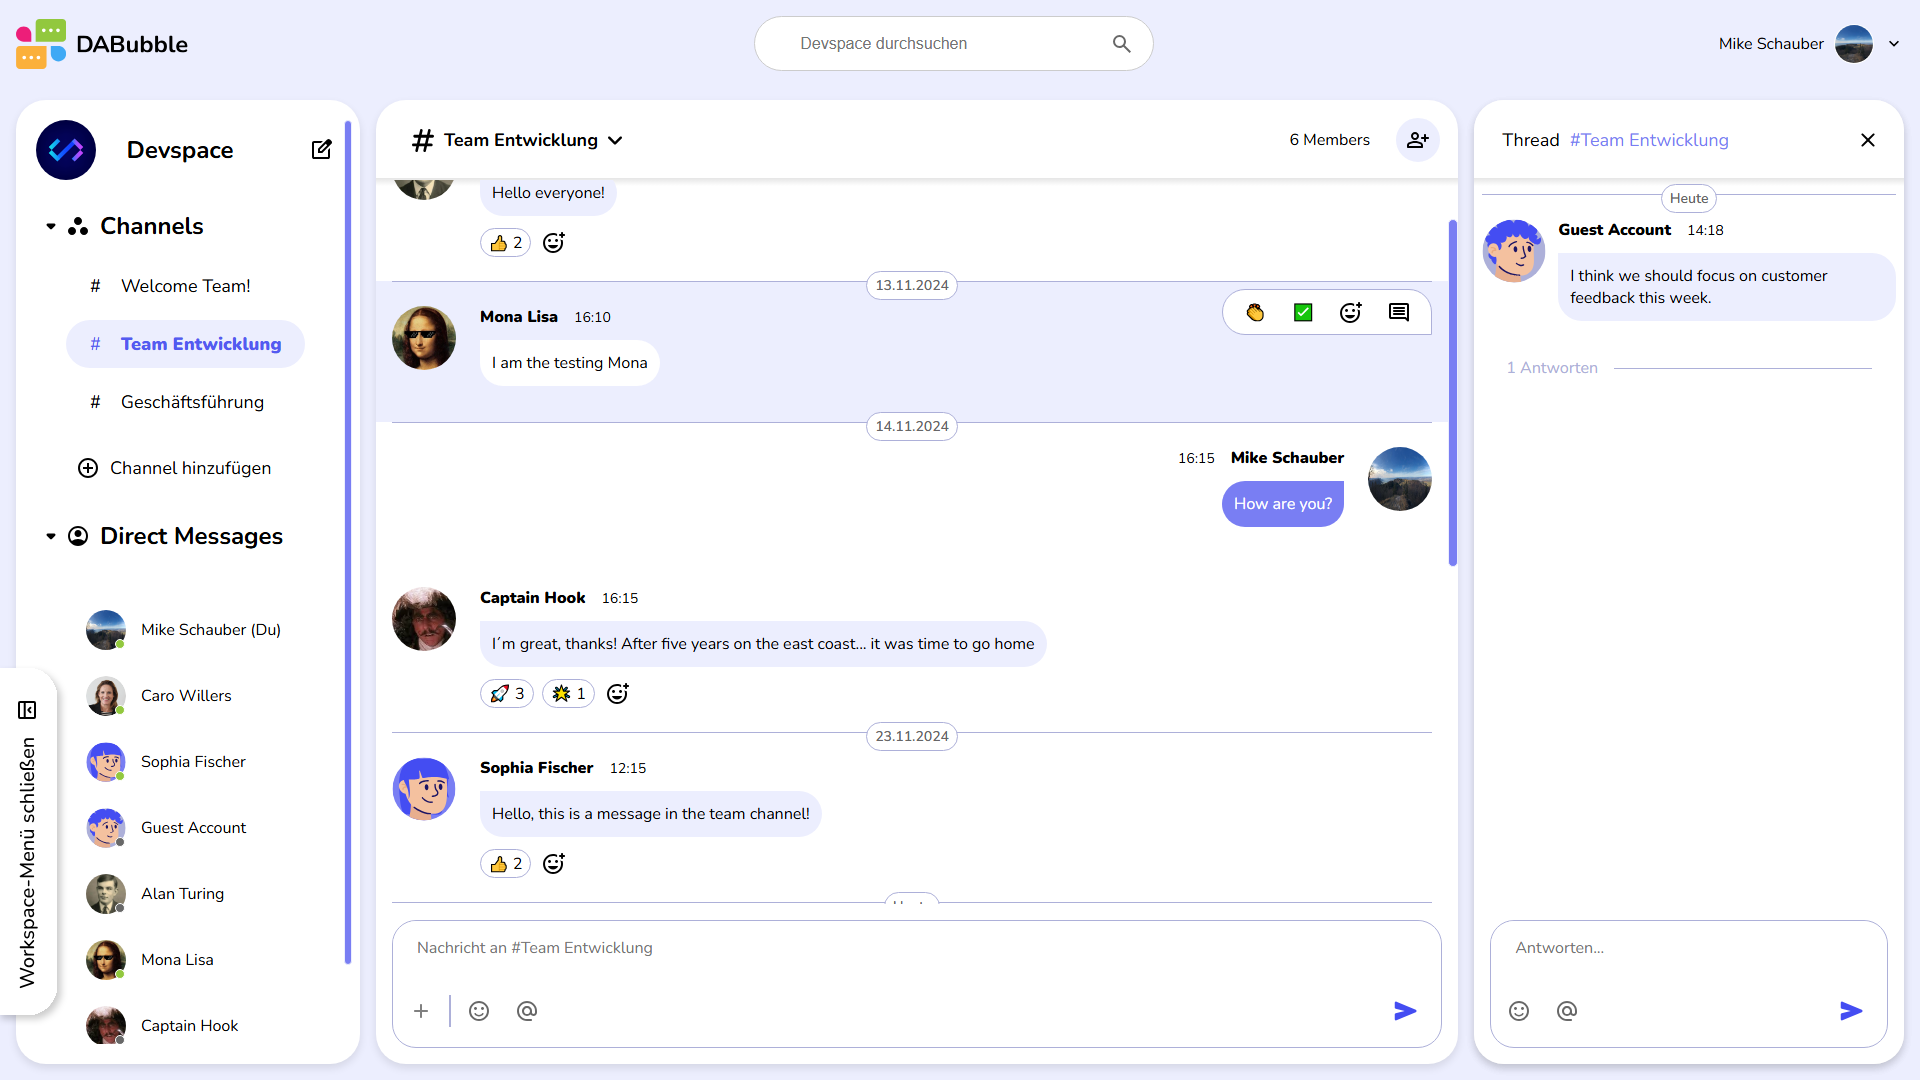 DABubble
Devspace durchsuchen
Mike Schauber
Devspace
Channels
# Welcome Team!
# Team Entwicklung
# Geschäftsführung
Channel hinzufügen
Direct Messages
Mike Schauber (Du)
Caro Willers
Sophia Fischer
Guest Account
Alan Turing
Mona Lisa
Captain Hook
Workspace-Menü schließen
# Team Entwicklung
6 Members
Hello everyone!
👍 2
13.11.2024
Mona Lisa 16:10
I am the testing Mona
14.11.2024
16:15 Mike Schauber
How are you?
Captain Hook 16:15
I´m great, thanks! After five years on the east coast... it was time to go home
🚀 3 🌟 1
23.11.2024
Sophia Fischer 12:15
Hello, this is a message in the team channel!
👍 2
Nachricht an #Team Entwicklung
Thread #Team Entwicklung
Heute
Guest Account 14:18
I think we should focus on customer
feedback this week.
1 Antworten
Antworten...